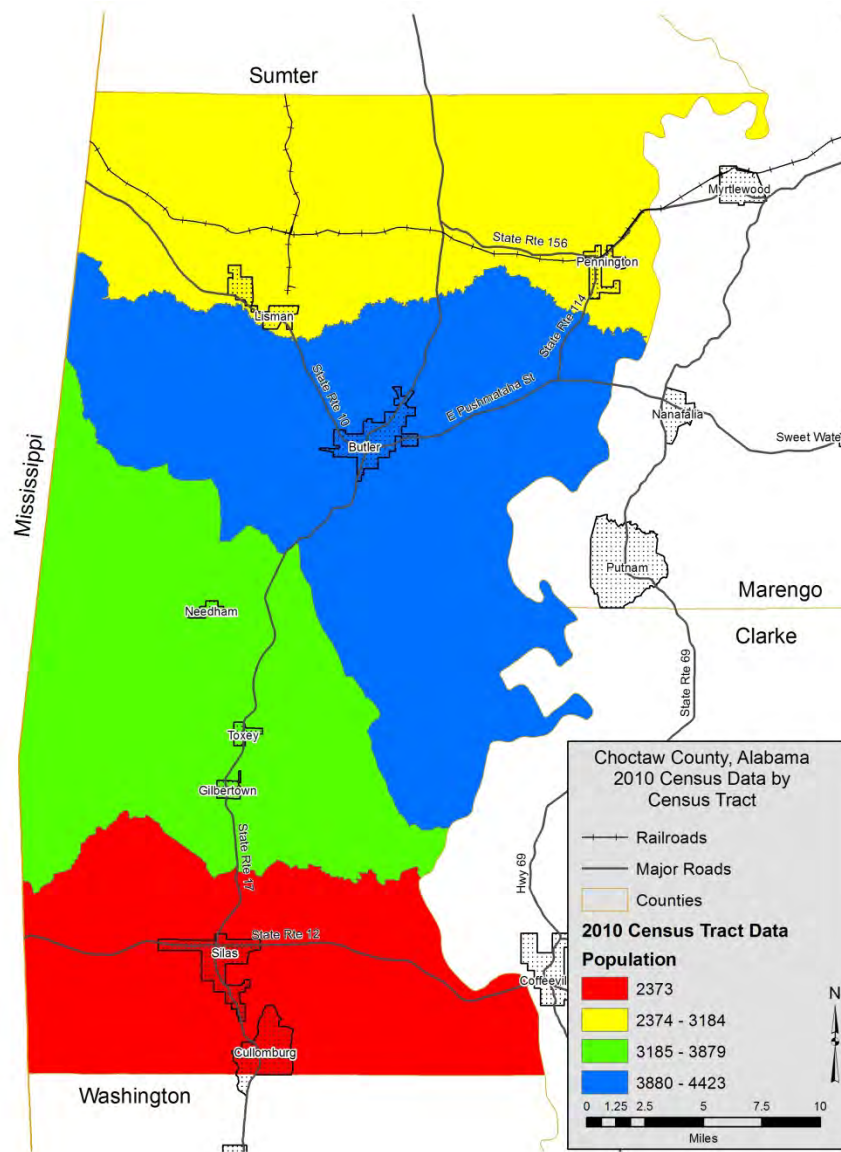 Sumter
Myrtlewood
State Rte 156
Pennington
Lisman
State Rte 114
State Rte 10
E Pushmataha St
Nanafalia
Butler
Sweet Wate
Mississippi
Putnam
Marengo
Needham
Clarke
State Rte 69
Toxey
Gilbertown
State Rte 17
Hwy 69
State Rte 12
Silas
Coffeevil
Cullomburg
Washington
Choctaw County, Alabama
2010 Census Data by
Census Tract
Railroads
Major Roads
Counties
2010 Census Tract Data
Population
2373
2374 - 3184
3185 - 3879
3880 - 4423
N
0 1.25 2.5 5 7.5 10
Miles